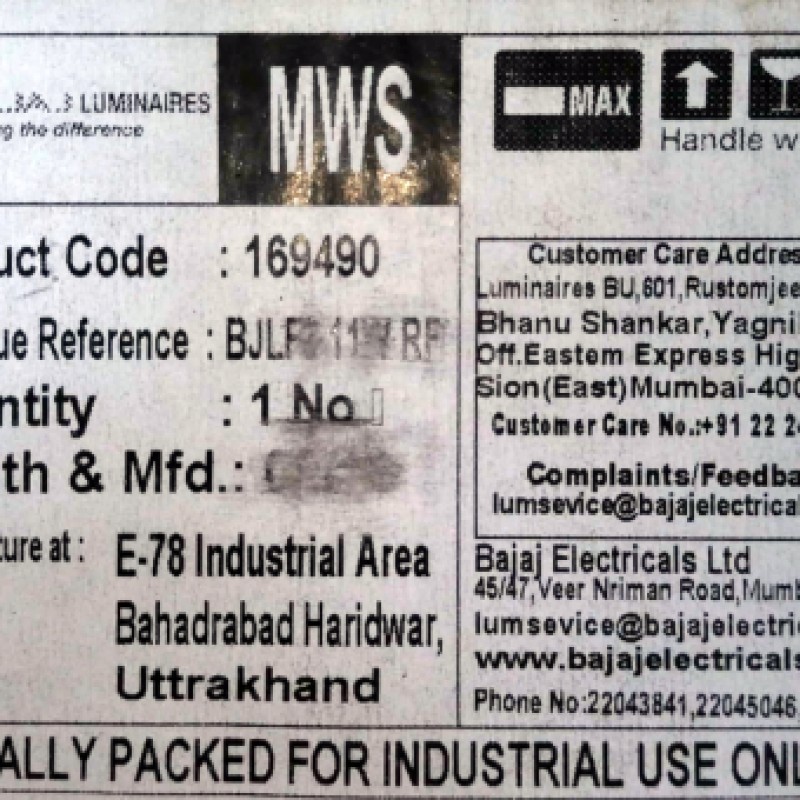 LUMINAIRES
g the difference
MWS
MAX
Handle w
uct Code : 169490
ue Reference :
ntity : 1 No
th & Mfd.:
ture at : E-78 Industrial Area
Bahadrabad Haridwar,
Uttrakhand
Customer Care Addres
Luminaires BU,601,Rustomjee
Bhanu Shankar,Yagni
Off.Eastem Express Hig
Sion(East)Mumbai-400
Customer Care No.:+91 22 24
Complaints/Feedba
lumsevice@bajajelectrical
Bajaj Electricals Ltd
45/47,Veer Nriman Road,Mumb
lumsevice@bajajelectri
www.bajajelectricals
Phone No:22043841,22045046
ALLY PACKED FOR INDUSTRIAL USE ONL